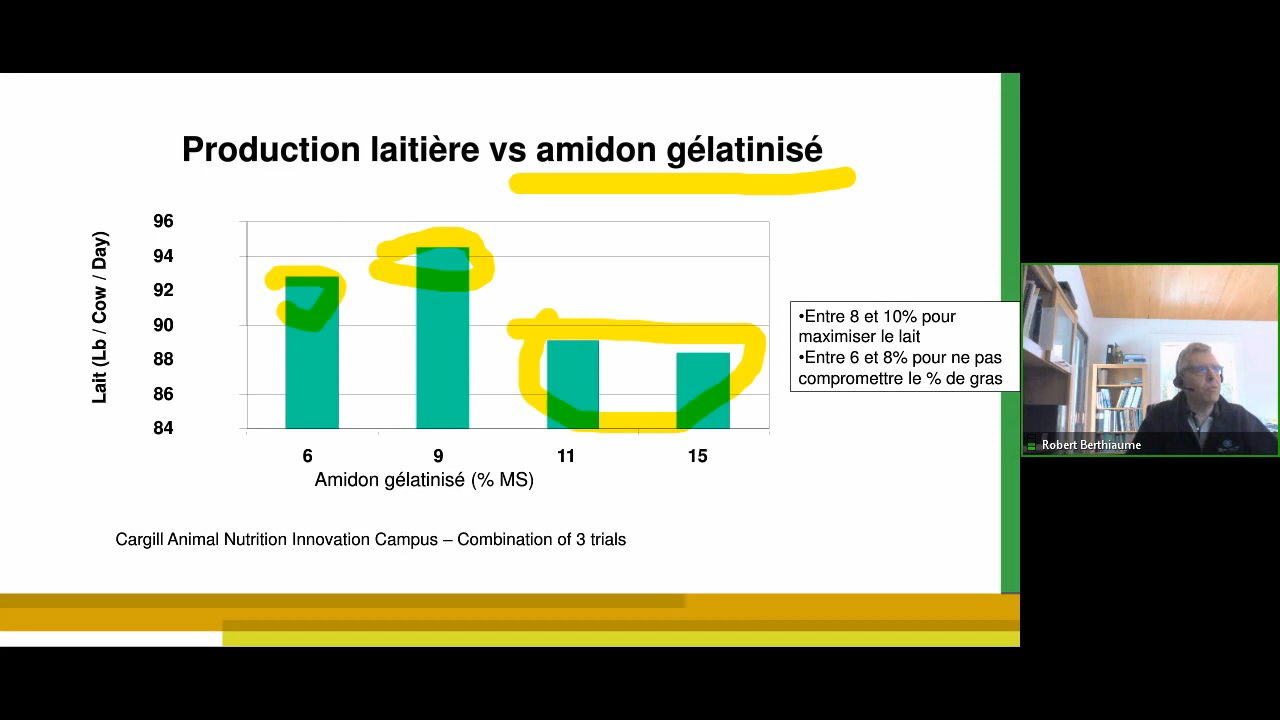 Production laitière vs amidon gélatinisé
Lait (Lb / Cow / Day)
96
94
92
90
88
86
84
6 9 11 15
Amidon gélatinisé (% MS)
•Entre 8 et 10% pour
maximiser le lait
•Entre 6 et 8% pour ne pas
compromettre le % de gras
Cargill Animal Nutrition Innovation Campus – Combination of 3 trials
Robert Berthiaume